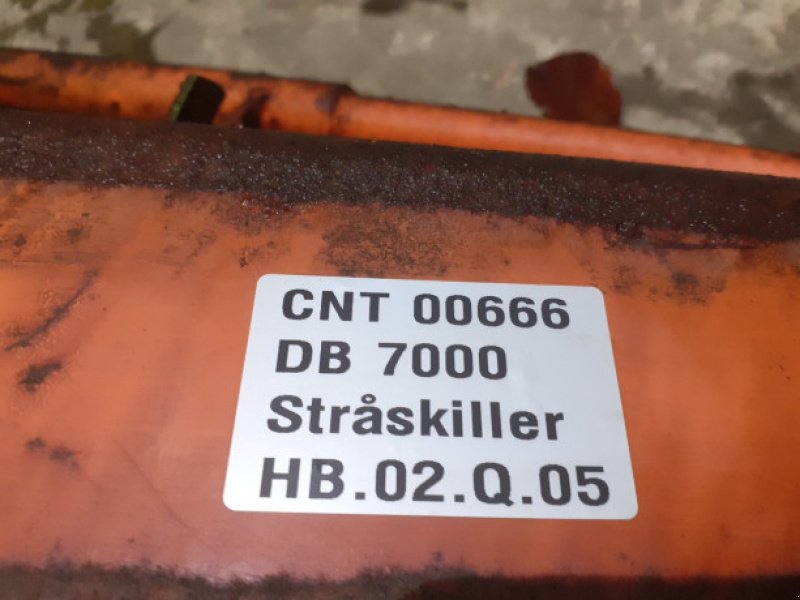 CNT 00666
DB 7000
Stråskiller
HB.02.Q.05